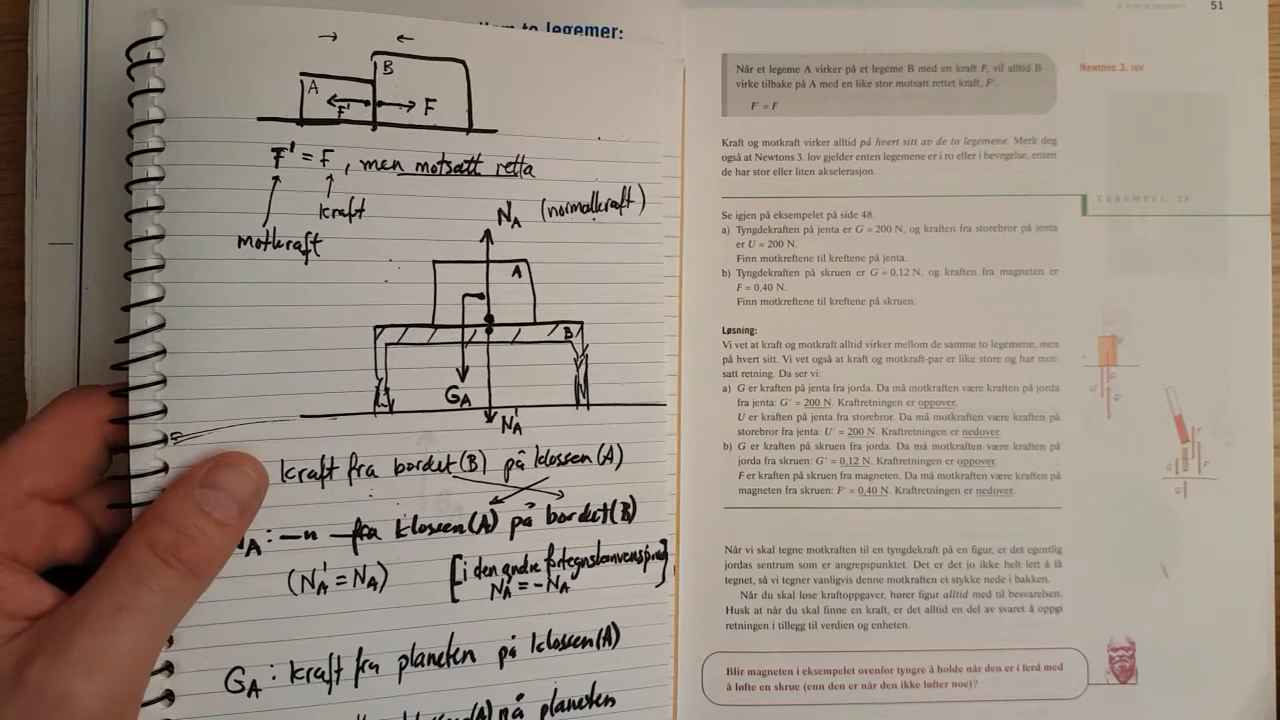 to legemer:
→ ←
A
B
F'
F
F' = F, men motsatt retta
kraft
motkraft
N_A (normalkraft)
A
B
G_A
N'_A
kraft fra bordet (B) på klossen (A)
: —n— fra klossen (A) på bordet (B)
(N'_A = N_A) [i den andre
N'_A = -N_A]
G_A : kraft fra planeten på klossen (A)
(A) på planeten
51
Når et legeme A virker på et legeme B med en kraft F, vil alltid B
virke tilbake på A med en like stor motsatt rettet kraft, F'.
F' = F
Newtons 3. lov
Kraft og motkraft virker alltid på hvert sitt av de to legemene. Merk deg
også at Newtons 3. lov gjelder enten legemene er i ro eller i bevegelse, enten
de har stor eller liten akselerasjon.
EKSEMPEL 25
Se igjen på eksempelet på side 48.
a) Tyngdekraften på jenta er G = 200 N, og kraften fra storebror på jenta
er U = 200 N.
Finn motkreftene til kreftene på jenta.
b) Tyngdekraften på skruen er G = 0,12 N, og kraften fra magneten er
F = 0,40 N.
Finn motkreftene til kreftene på skruen.
Løsning:
Vi vet at kraft og motkraft alltid virker mellom de samme to legemene, men
på hvert sitt. Vi vet også at kraft og motkraft-par er like store og har mot-
satt retning. Da ser vi:
a) G er kraften på jenta fra jorda. Da må motkraften være kraften på jorda
fra jenta: G' = 200 N. Kraftretningen er oppover.
U er kraften på jenta fra storebror. Da må motkraften være kraften på
storebror fra jenta: U' = 200 N. Kraftretningen er nedover.
b) G er kraften på skruen fra jorda. Da må motkraften være kraften på
jorda fra skruen: G' = 0,12 N. Kraftretningen er oppover.
F er kraften på skruen fra magneten. Da må motkraften være kraften på
magneten fra skruen: F' = 0,40 N. Kraftretningen er nedover.
Når vi skal tegne motkraften til en tyngdekraft på en figur, er det egentlig
jordas sentrum som er angrepspunktet. Det er det jo ikke helt lett å få
tegnet, så vi tegner vanligvis denne motkraften et stykke nede i bakken.
Når du skal løse kraftoppgaver, hører figur alltid med til besvarelsen.
Husk at når du skal finne en kraft, er det alltid en del av svaret å oppgi
retningen i tillegg til verdien og enheten.
Blir magneten i eksempelet ovenfor tyngre å holde når den er i ferd med
å løfte en skrue (enn den er når den ikke løfter noe)?